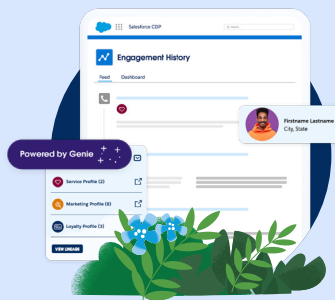 Salesforce CDP
Engagement History
Feed
Dashboard
Firstname Lastname
City, State
Powered by Genie
Service Profile (2)
Marketing Profile (8)
Loyalty Profile (3)
VIEW LINEAGE